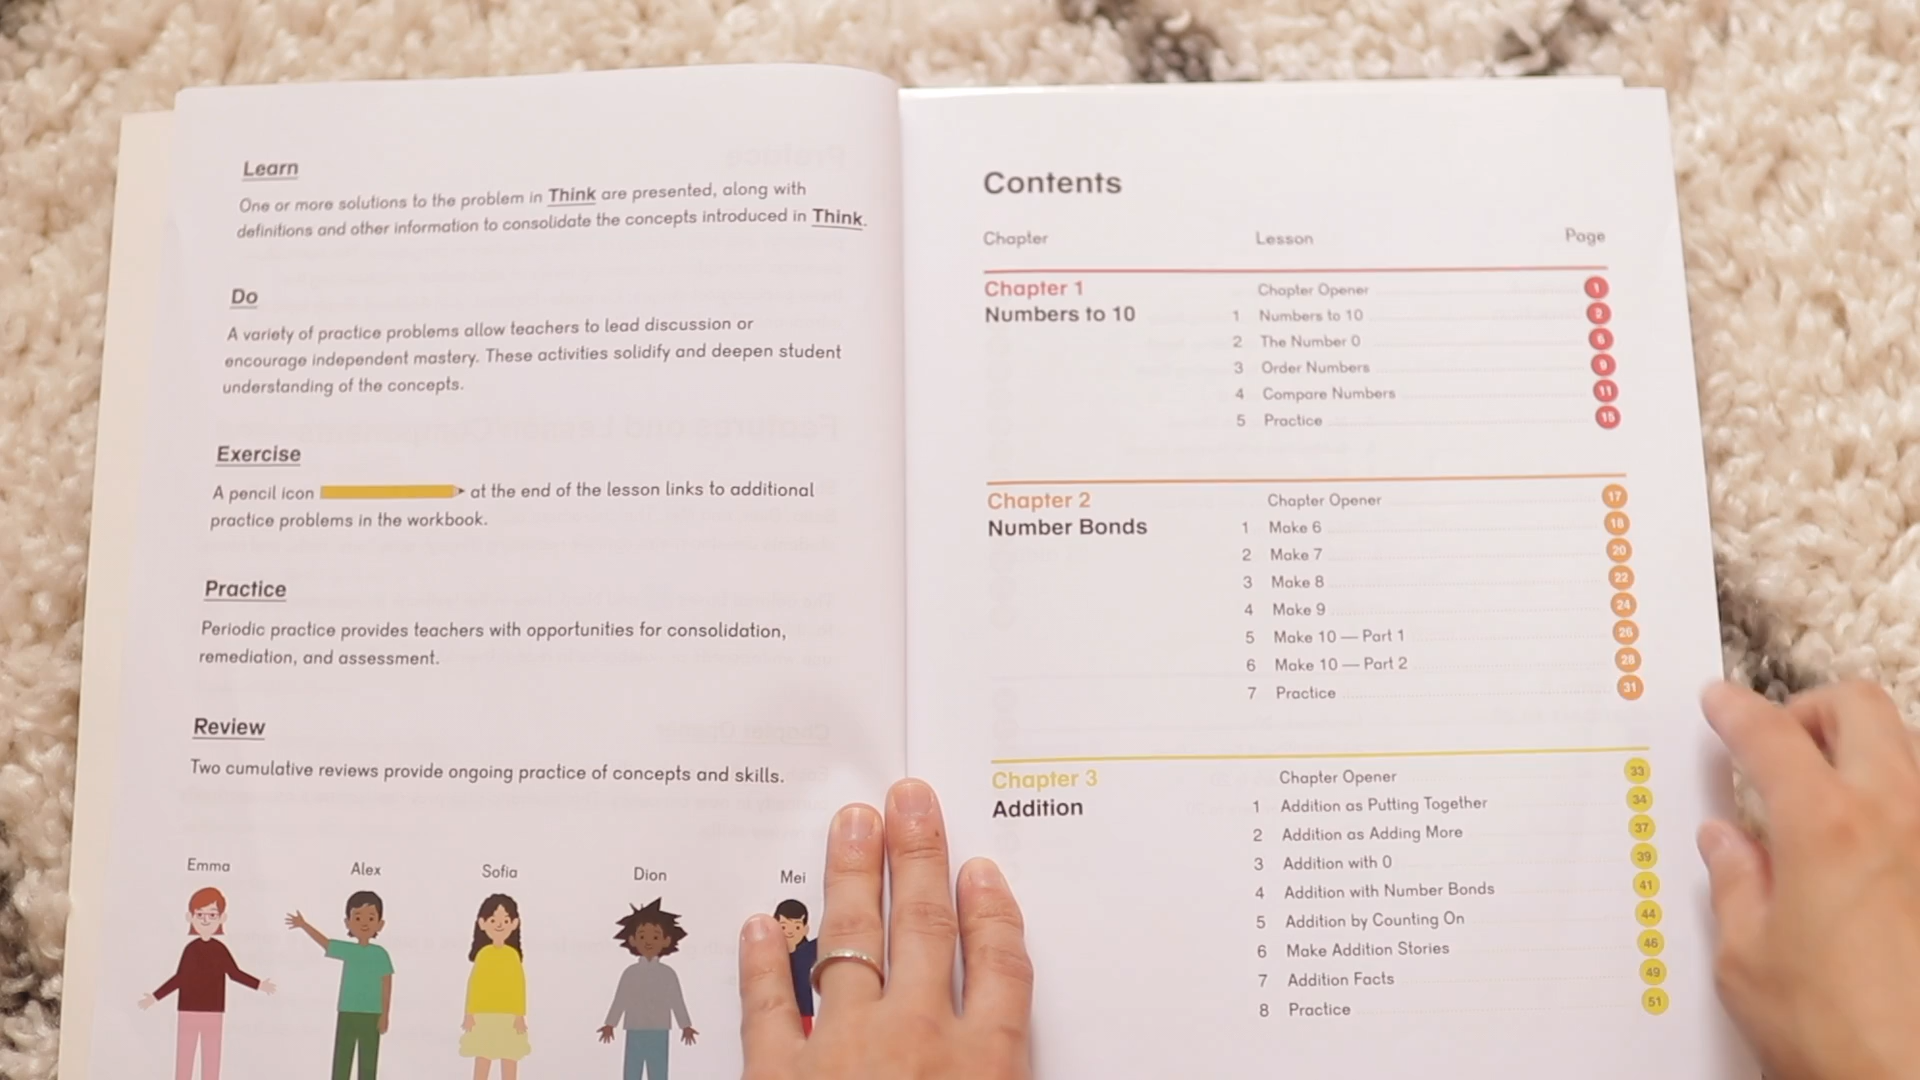 Learn
One or more solutions to the problem in Think are presented, along with
definitions and other information to consolidate the concepts introduced in Think.
Do
A variety of practice problems allow teachers to lead discussion or
encourage independent mastery. These activities solidify and deepen student
understanding of the concepts.
Exercise
A pencil icon at the end of the lesson links to additional
practice problems in the workbook.
Practice
Periodic practice provides teachers with opportunities for consolidation,
remediation, and assessment.
Review
Two cumulative reviews provide ongoing practice of concepts and skills.
Emma Alex Sofia Dion Mei
Contents
Chapter Lesson Page
Chapter 1 Chapter Opener 1
Numbers to 10 1 Numbers to 10 2
2 The Number 0 6
3 Order Numbers 9
4 Compare Numbers 11
5 Practice 15
Chapter 2 Chapter Opener 17
Number Bonds 1 Make 6 18
2 Make 7 20
3 Make 8 22
4 Make 9 24
5 Make 10 — Part 1 26
6 Make 10 — Part 2 28
7 Practice 31
Chapter 3 Chapter Opener 33
Addition 1 Addition as Putting Together 34
2 Addition as Adding More 37
3 Addition with 0 39
4 Addition with Number Bonds 41
5 Addition by Counting On 44
6 Make Addition Stories 46
7 Addition Facts 49
8 Practice 51